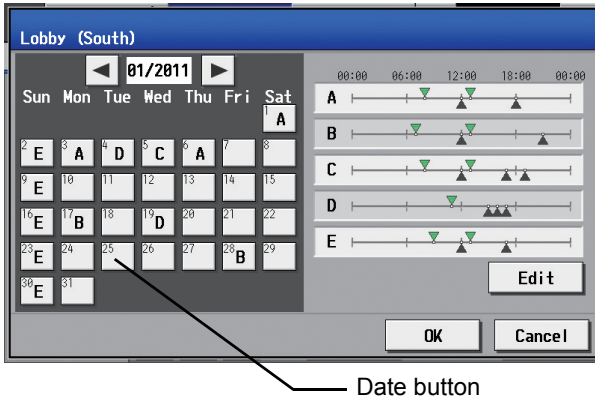 Lobby (South)
01/2011
Sun Mon Tue Wed Thu Fri Sat
1 A
2 E 3 A 4 D 5 C 6 A 7 8
9 E 10 11 12 13 14 15
16 E 17 B 18 19 D 20 21 22
23 E 24 25 26 27 28 B 29
30 E 31
00:00 06:00 12:00 18:00 00:00
A
B
C
D
E
Edit
OK Cancel
Date button